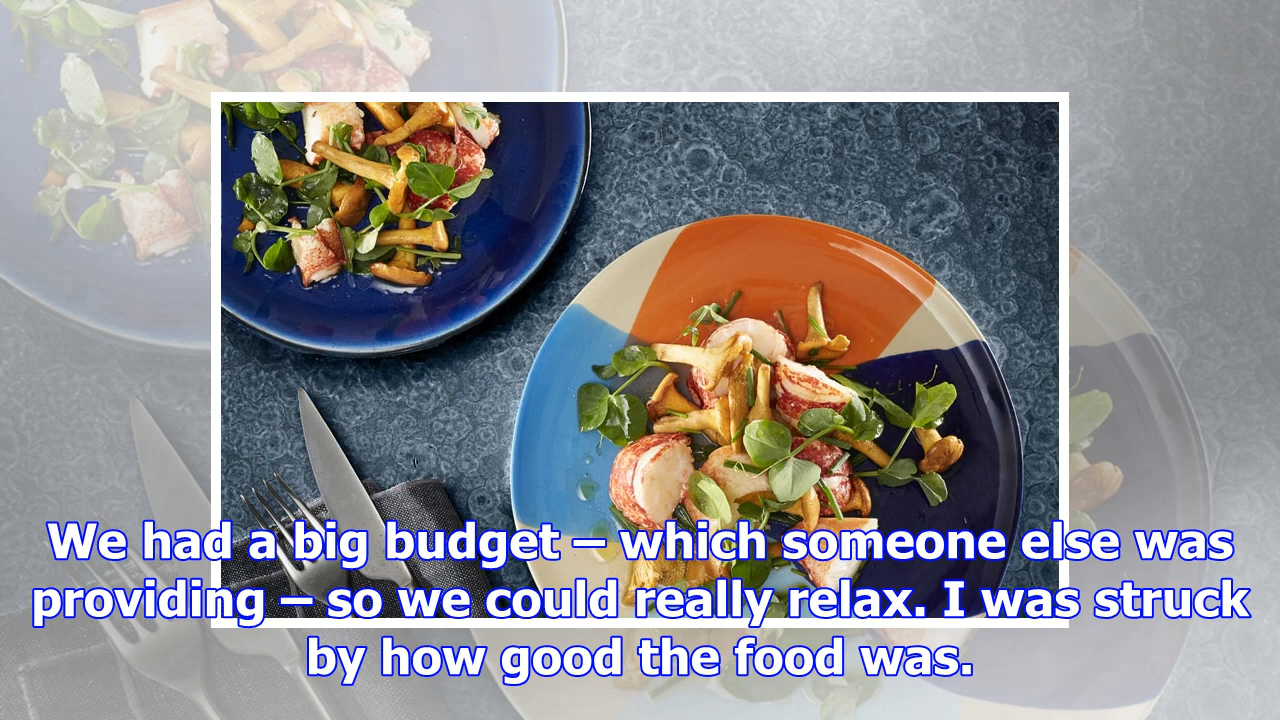 We had a big budget – which someone else was
providing – so we could really relax. I was struck
by how good the food was.